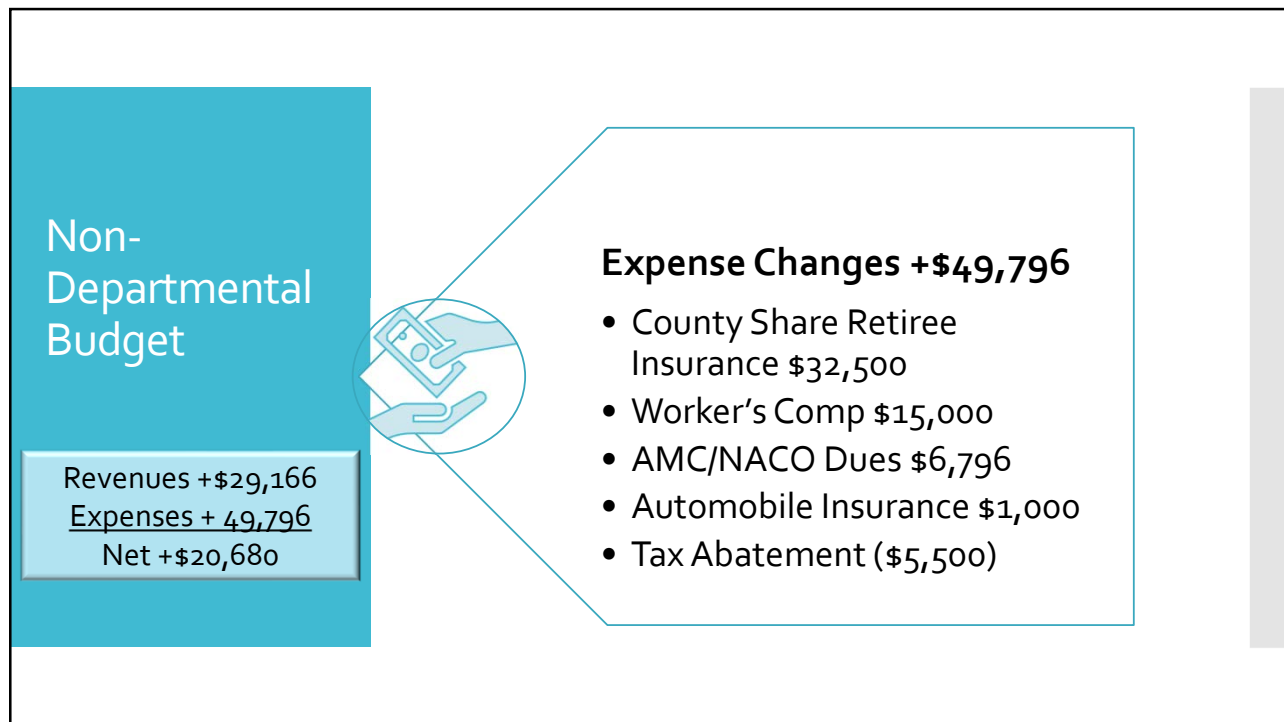 Non-
Departmental
Budget
Revenues +$29,166
Expenses + 49,796
Net +$20,680
Expense Changes +$49,796
• County Share Retiree
Insurance $32,500
• Worker’s Comp $15,000
• AMC/NACO Dues $6,796
• Automobile Insurance $1,000
• Tax Abatement ($5,500)